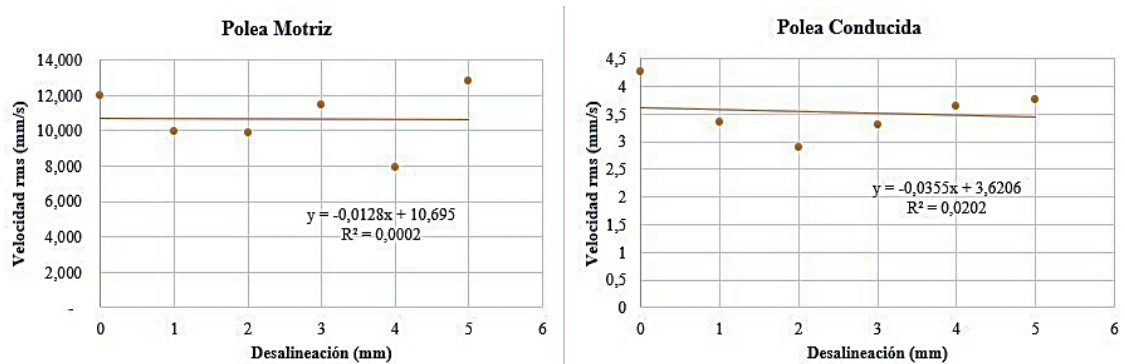 Polea Motriz
Velocidad rms (mm/s)
14,000
12,000
10,000
8,000
6,000
4,000
2,000
-
y = -0,0128x + 10,695
R² = 0,0002
0 1 2 3 4 5 6
Desalineación (mm)
Polea Conducida
Velocidad rms (mm/s)
4,5
4
3,5
3
2,5
2
1,5
1
0,5
0
y = -0,0355x + 3,6206
R² = 0,0202
0 1 2 3 4 5 6
Desalineación (mm)